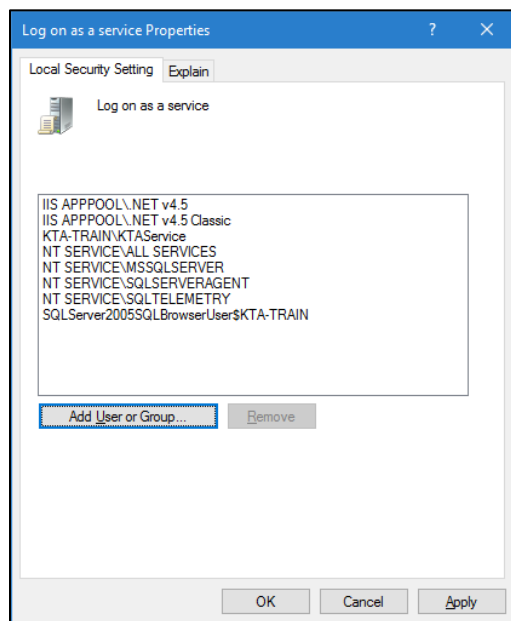 Log on as a service Properties
?
Local Security Setting
Explain
Log on as a service
IIS APPPOOL\.NET v4.5
IIS APPPOOL\.NET v4.5 Classic
KTA-TRAIN\KTAService
NT SERVICE\ALL SERVICES
NT SERVICE\MSSQLSERVER
NT SERVICE\SQLSERVERAGENT
NT SERVICE\SQLTELEMETRY
SQLServer2005SQLBrowserUser$KTA-TRAIN
Add User or Group...
Remove
OK
Cancel
Apply